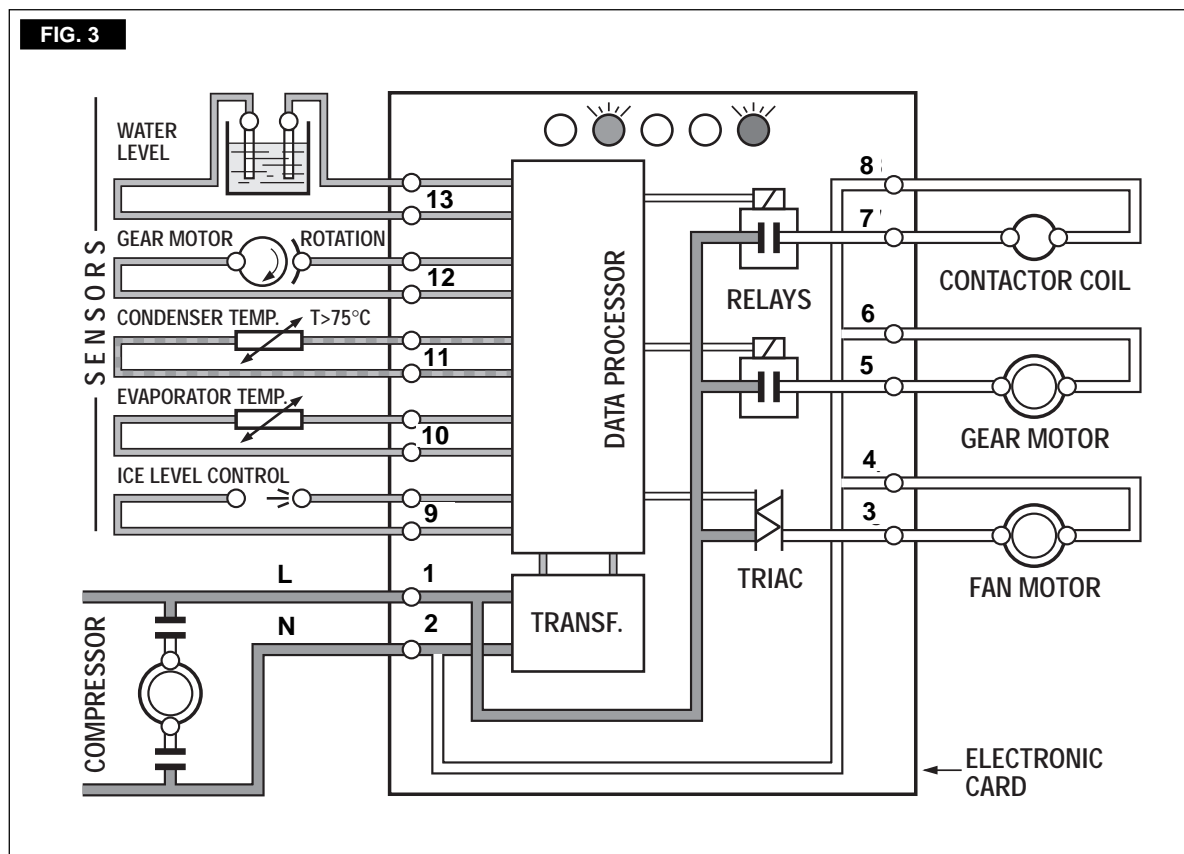 FIG. 3
WATER
LEVEL
13
GEAR MOTOR ROTATION
12
CONDENSER TEMP. T>75°C
11
EVAPORATOR TEMP.
10
ICE LEVEL CONTROL
9
SENSORS
L 1
N 2
COMPRESSOR
DATA PROCESSOR
TRANSF.
RELAYS
TRIAC
8
7
CONTACTOR COIL
6
5
GEAR MOTOR
4
3
FAN MOTOR
ELECTRONIC
CARD